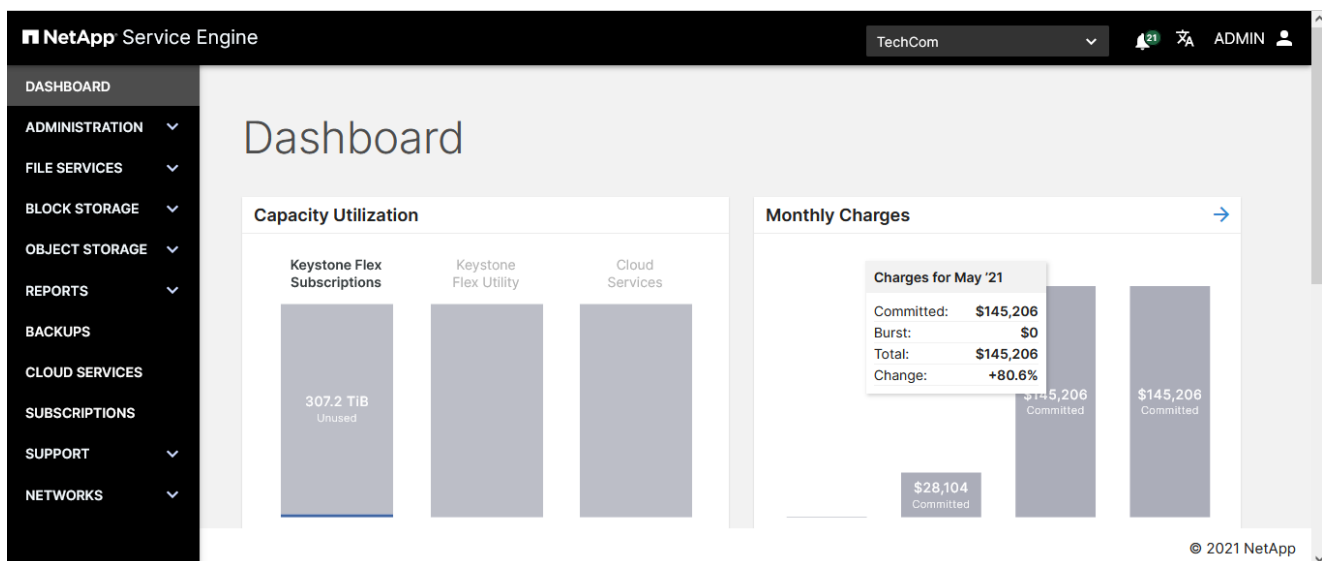 NetApp Service Engine
TechCom
21
ADMIN
DASHBOARD
ADMINISTRATION
FILE SERVICES
BLOCK STORAGE
OBJECT STORAGE
REPORTS
BACKUPS
CLOUD SERVICES
SUBSCRIPTIONS
SUPPORT
NETWORKS
Dashboard
Capacity Utilization
Keystone Flex
Subscriptions
Keystone
Flex Utility
Cloud
Services
307.2 TiB
Unused
Monthly Charges
Charges for May '21
Committed: $145,206
Burst: $0
Total: $145,206
Change: +80.6%
$28,104
Committed
$145,206
Committed
$145,206
Committed
© 2021 NetApp